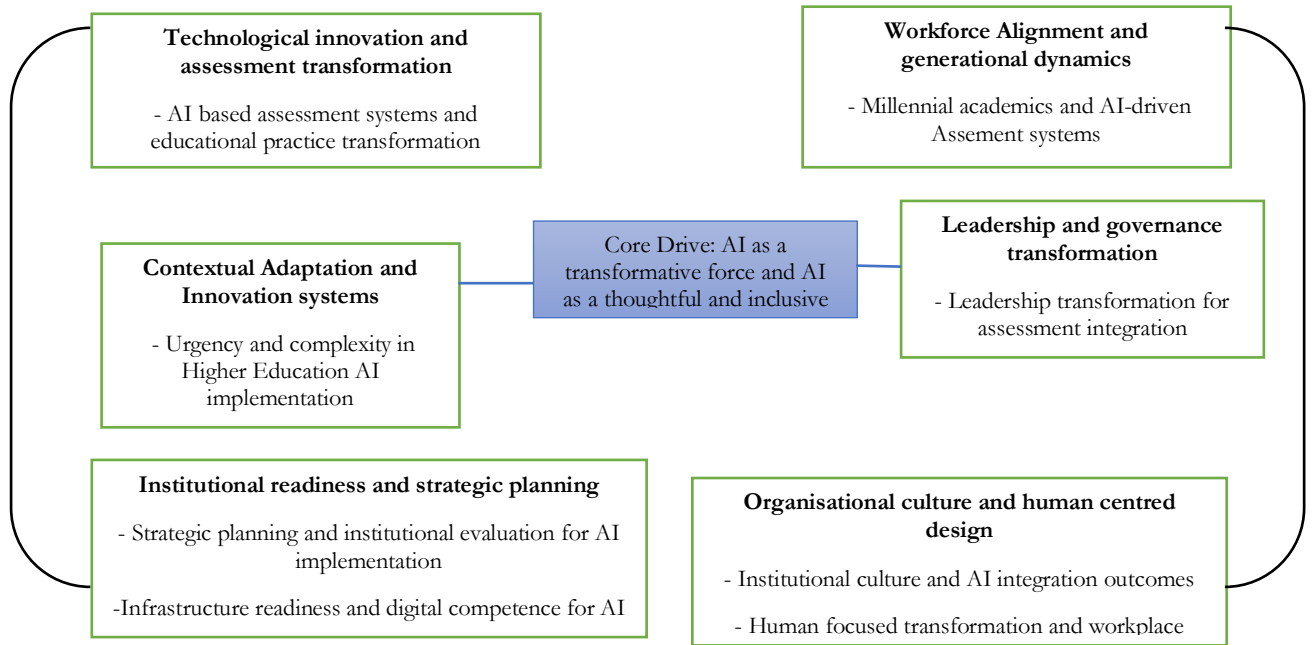 Technological innovation and
assessment transformation
- AI based assessment systems and
educational practice transformation
Workforce Alignment and
generational dynamics
- Millennial academics and AI-driven
Assement systems
Contextual Adaptation and
Innovation systems
- Urgency and complexity in
Higher Education AI
implementation
Core Drive: AI as a
transformative force and AI
as a thoughtful and inclusive
Leadership and governance
transformation
- Leadership transformation for
assessment integration
Institutional readiness and strategic planning
- Strategic planning and institutional evaluation for AI
implementation
-Infrastructure readiness and digital competence for AI
Organisational culture and human centred
design
- Institutional culture and AI integration outcomes
- Human focused transformation and workplace